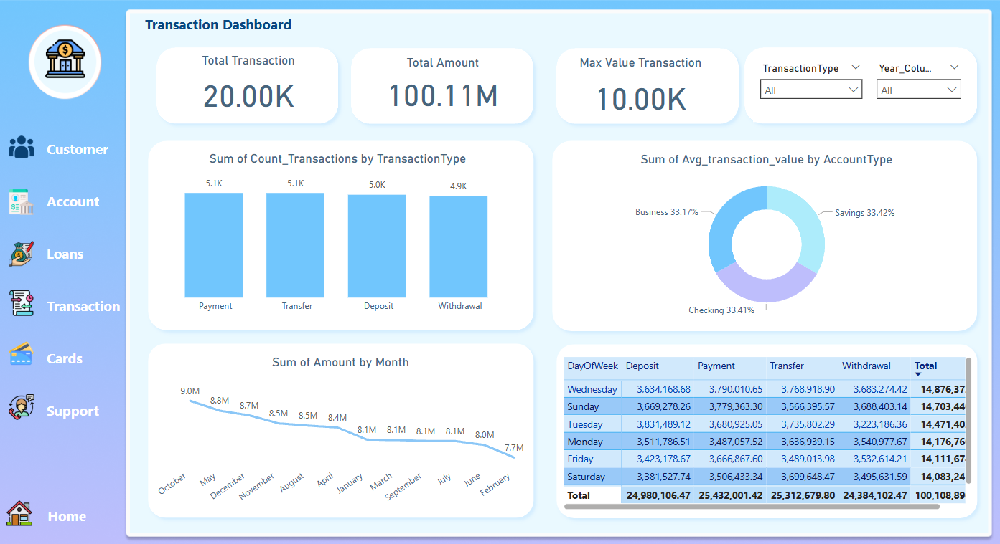 Transaction Dashboard
Total Transaction
20.00K
Total Amount
100.11M
Max Value Transaction
10.00K
TransactionType
All
Year_Colu...
All
Customer
Account
Loans
Transaction
Cards
Support
Home
Sum of Count_Transactions by TransactionType
5.1K 5.1K 5.0K 4.9K
Payment Transfer Deposit Withdrawal
Sum of Avg_transaction_value by AccountType
Business 33.17%
Savings 33.42%
Checking 33.41%
Sum of Amount by Month
9.0M 8.8M 8.7M 8.5M 8.5M 8.4M 8.1M 8.1M 8.1M 8.1M 8.0M 7.7M
October May December November August April January March September July June February
DayOfWeek Deposit Payment Transfer Withdrawal Total
Wednesday 3,634,168.68 3,790,010.65 3,768,918.90 3,683,274.42 14,876,37
Sunday 3,669,278.26 3,779,363.30 3,566,395.57 3,688,403.14 14,703,44
Tuesday 3,831,489.12 3,680,925.05 3,735,802.29 3,223,186.36 14,471,40
Monday 3,511,786.51 3,487,057.52 3,636,939.15 3,540,977.67 14,176,76
Friday 3,423,178.67 3,666,867.60 3,489,013.98 3,532,614.21 14,111,67
Saturday 3,381,527.74 3,506,433.34 3,699,648.47 3,495,631.59 14,083,24
Total 24,980,106.47 25,432,001.42 25,312,679.80 24,384,102.47 100,108,89